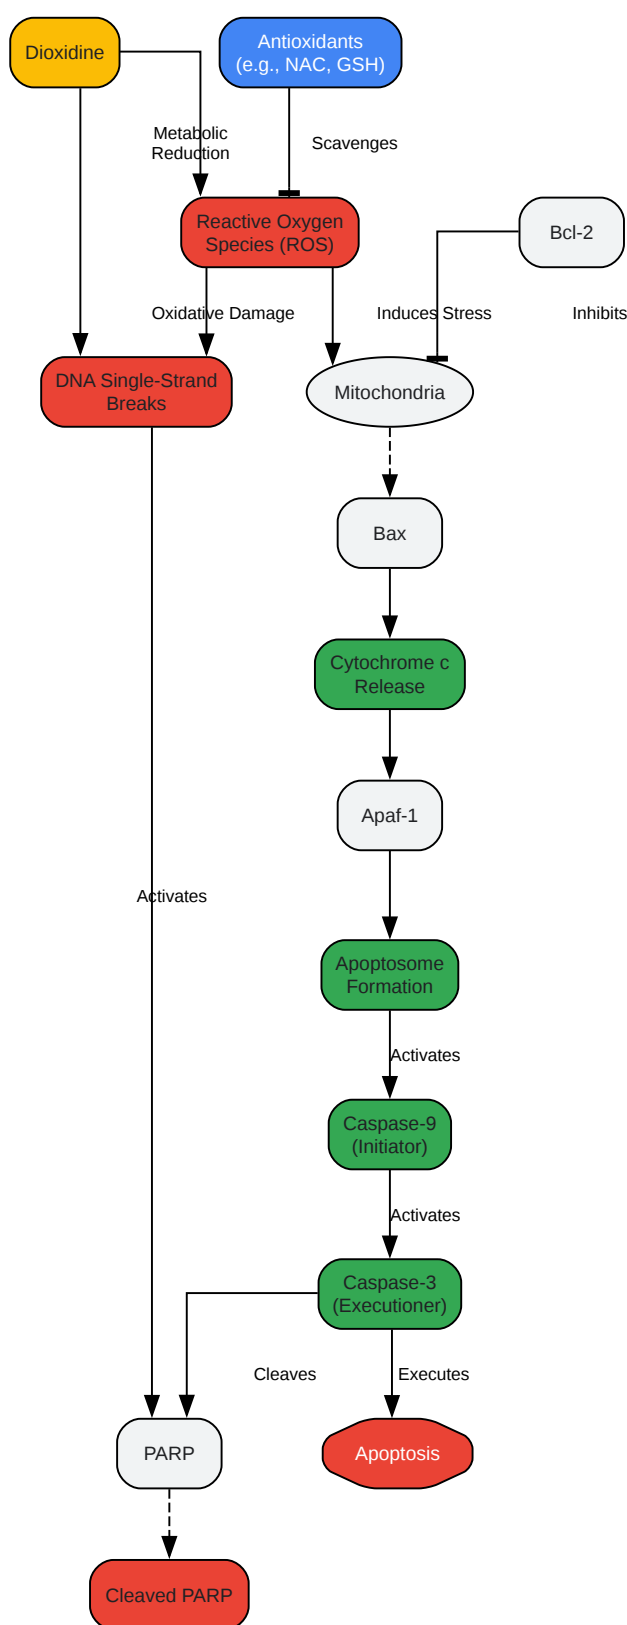 Dioxidine
Antioxidants
(e.g., NAC, GSH)
Metabolic
Reduction
Scavenges
Reactive Oxygen
Species (ROS)
Bcl-2
Oxidative Damage
Induces Stress
Inhibits
DNA Single-Strand
Breaks
Mitochondria
Bax
Cytochrome c
Release
Apaf-1
Activates
Apoptosome
Formation
Activates
Caspase-9
(Initiator)
Activates
Caspase-3
(Executioner)
Cleaves
Executes
PARP
Apoptosis
Cleaved PARP